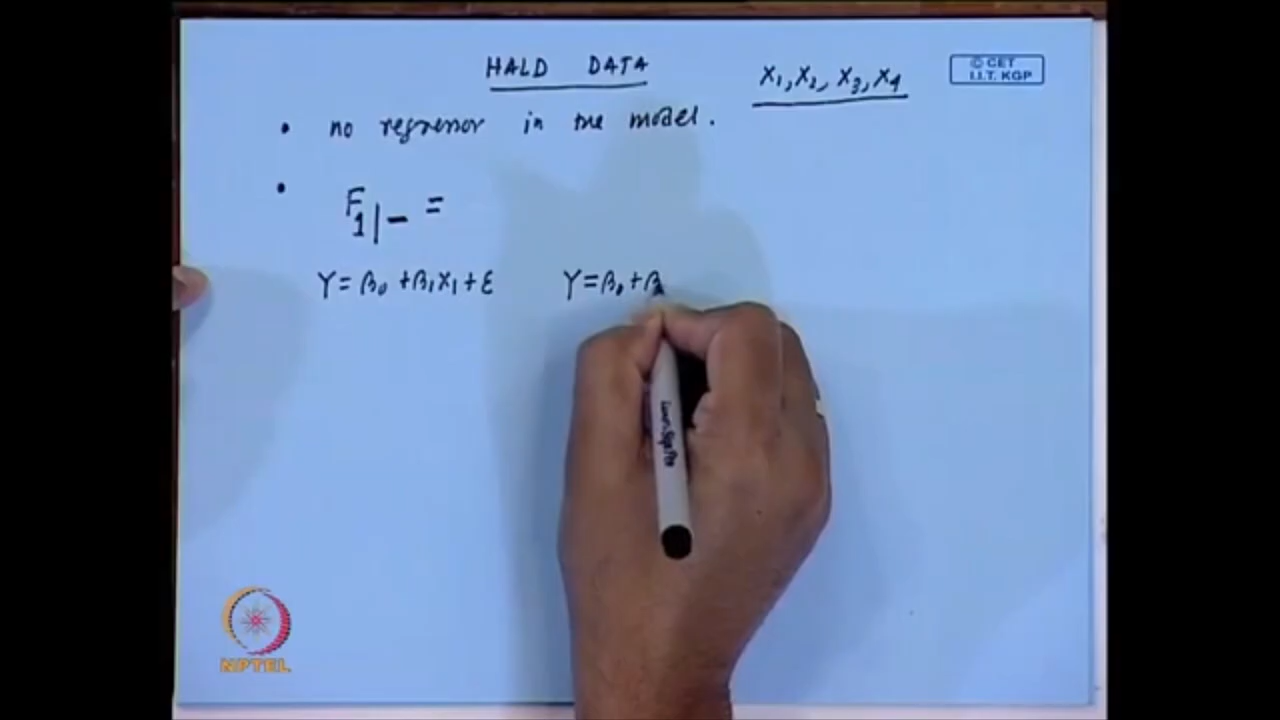 HALD DATA
X₁, X₂, X₃, X₄
© CET
I.I.T. KGP
• no regressor in the model.
• F₁|₋ =
Y = β₀ + β₁X₁ + ε Y = β₀ + β
NPTEL